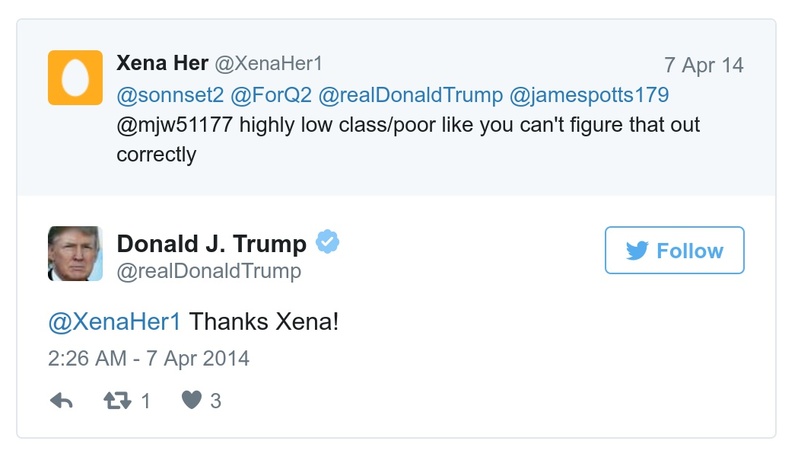 Xena Her @XenaHer1 7 Apr 14
@sonnset2 @ForQ2 @realDonaldTrump @jamespotts179
@mjw51177 highly low class/poor like you can't figure that out
correctly
Donald J. Trump
@realDonaldTrump
Follow
@XenaHer1 Thanks Xena!
2:26 AM - 7 Apr 2014
1 3